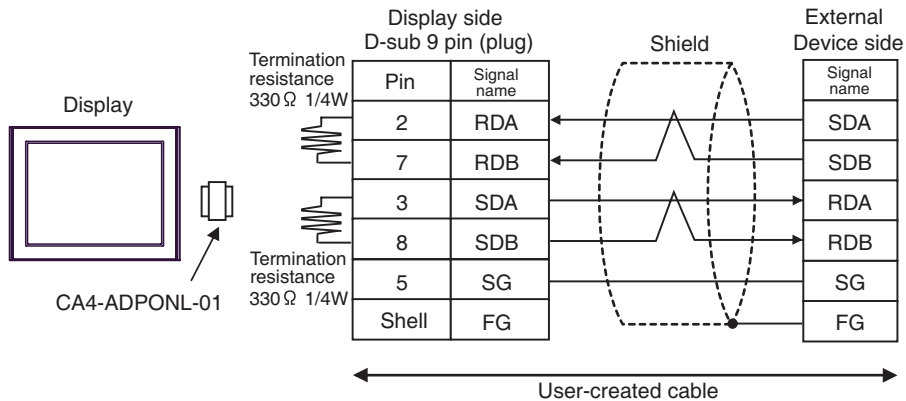 Display side
D-sub 9 pin (plug)
External
Device side
Shield
Termination
resistance
330Ω 1/4W
Display
CA4-ADPONL-01
Termination
resistance
330Ω 1/4W
Pin Signal name
2 RDA
7 RDB
3 SDA
8 SDB
5 SG
Shell FG
Signal name
SDA
SDB
RDA
RDB
SG
FG
User-created cable